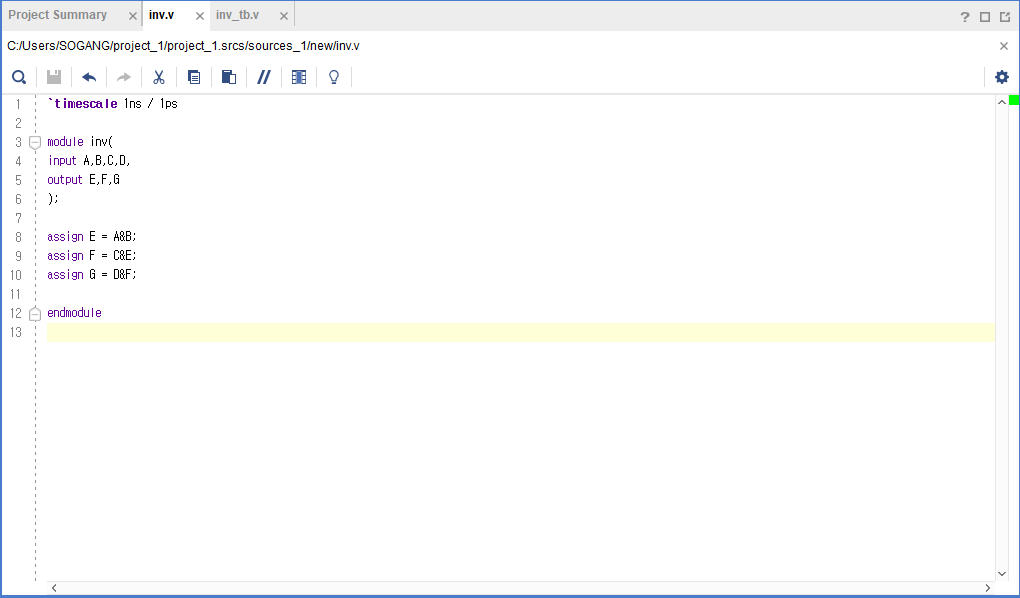 Project Summary
inv.v
inv_tb.v
C:/Users/SOGANG/project_1/project_1.srcs/sources_1/new/inv.v
1 `timescale 1ns / 1ps
2
3 module inv(
4 input A,B,C,D,
5 output E,F,G
6 );
7
8 assign E = A&B;
9 assign F = C&E;
10 assign G = D&F;
11
12 endmodule
13